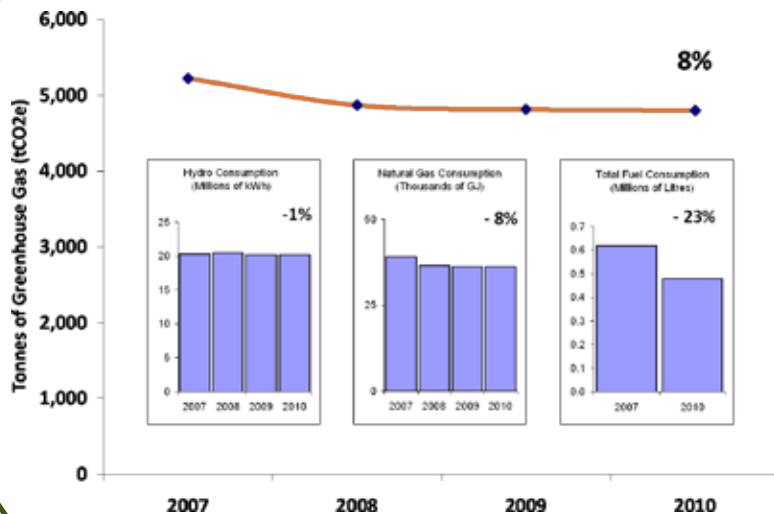 6,000
5,000
4,000
3,000
2,000
1,000
0
Tonnes of Greenhouse Gas (tCO2e)
8%
Hydro Consumption
(Millions of kWh)
-1%
25
20
15
10
5
0
2007 2008 2009 2010
Natural Gas Consumption
(Thousands of GJ)
- 8%
50
25
0
2007 2008 2009 2010
Total Fuel Consumption
(Millions of Litres)
- 23%
0.7
0.6
0.5
0.4
0.3
0.2
0.1
0.0
2007 2010
2007 2008 2009 2010